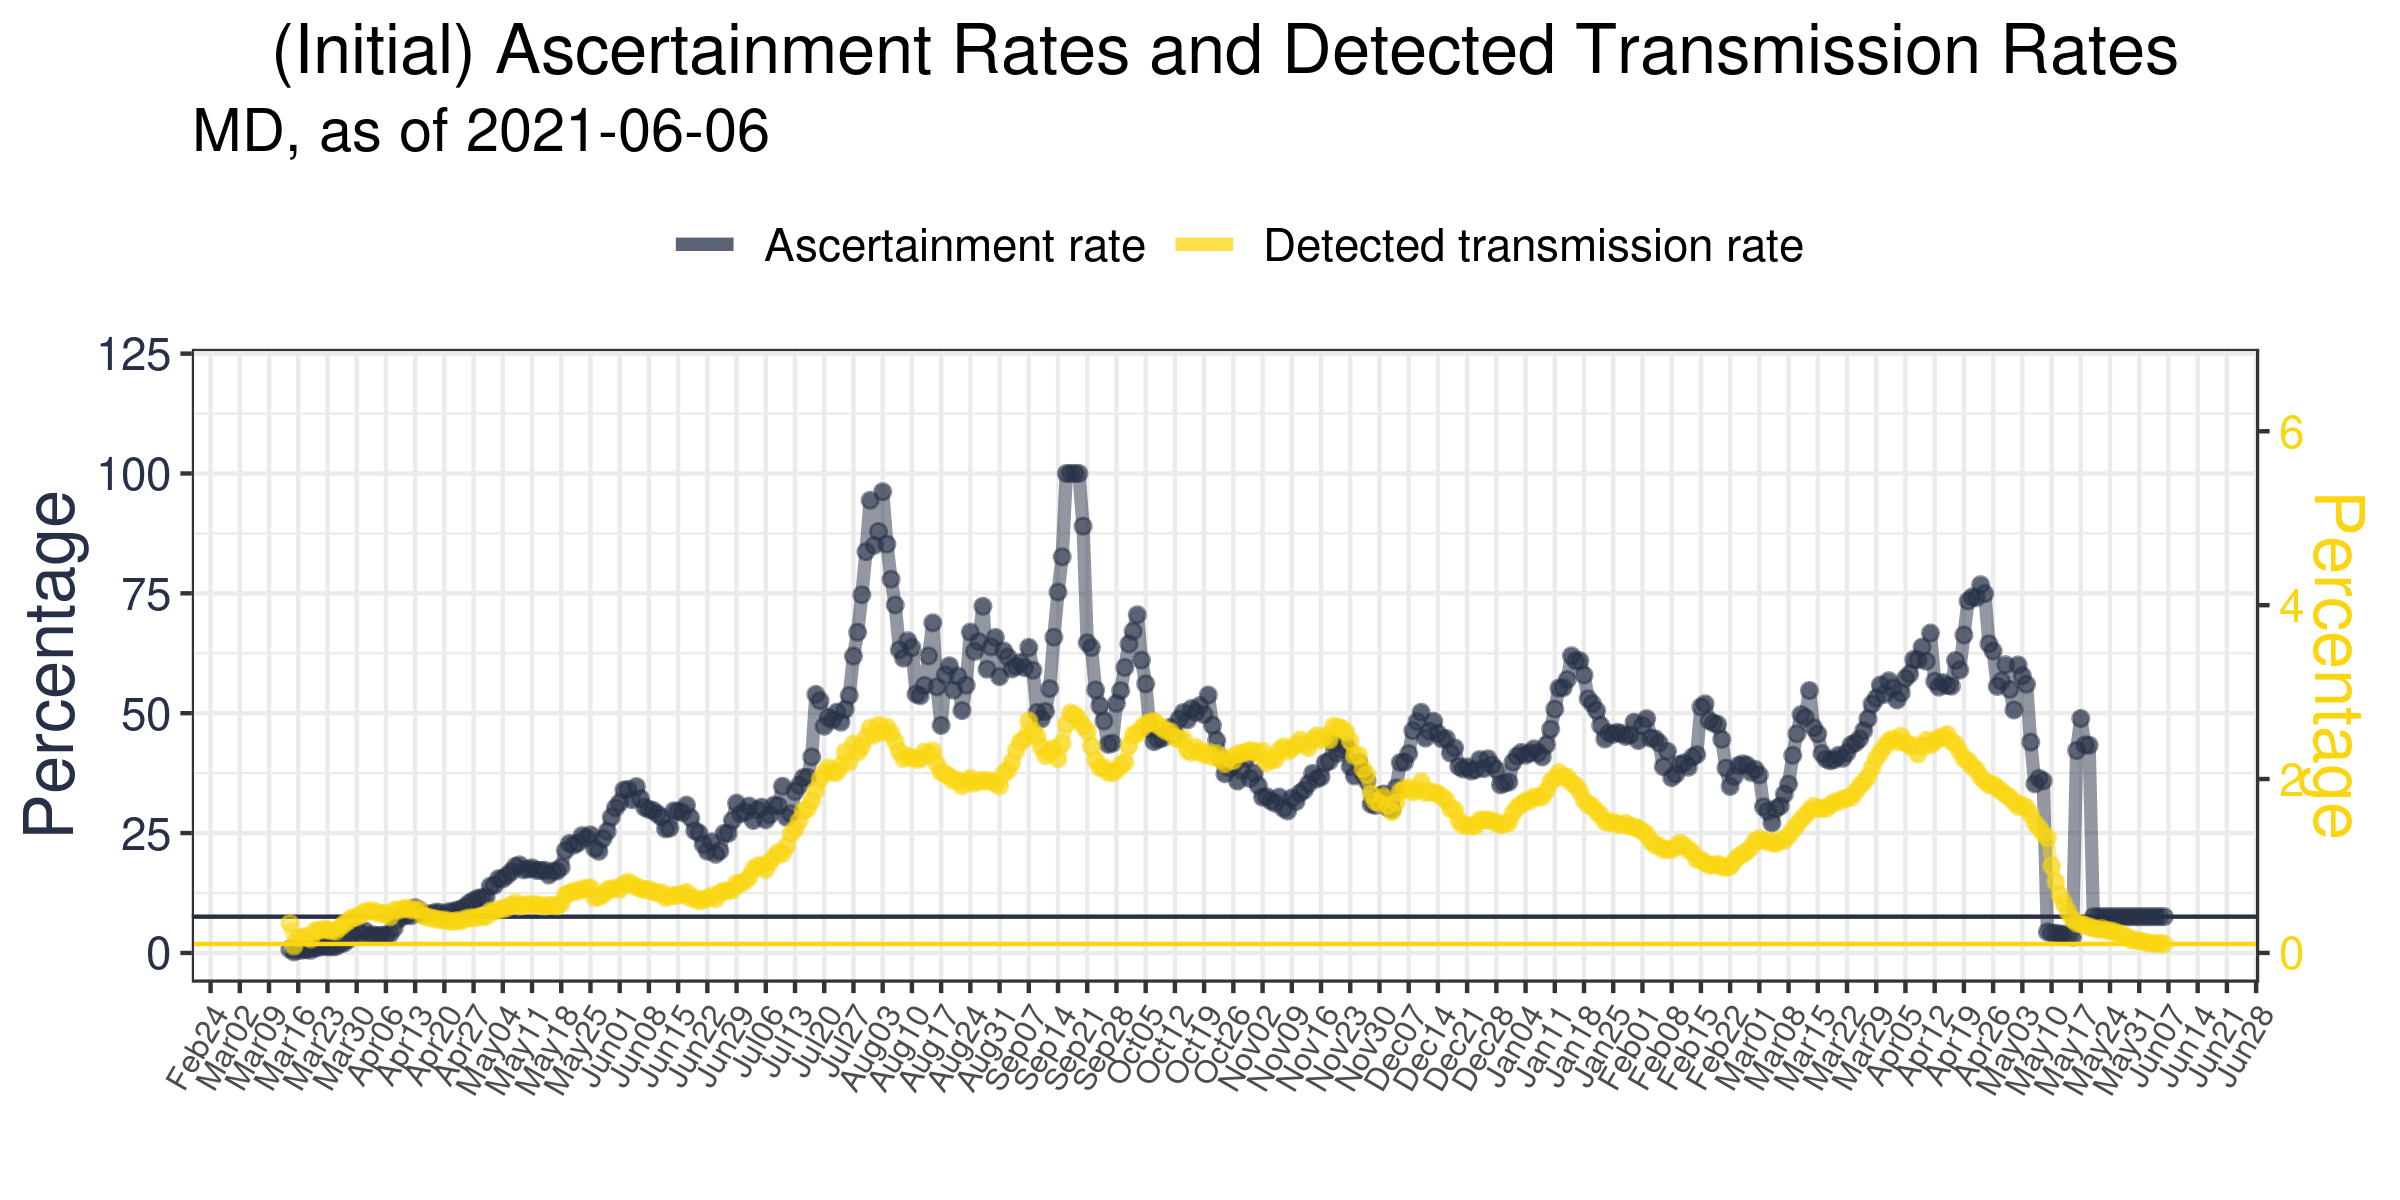 (Initial) Ascertainment Rates and Detected Transmission Rates
MD, as of 2021-06-06
Ascertainment rate
Detected transmission rate
Percentage
125
100
75
50
25
0
6
4
2
0
Percentage
Feb24
Mar02
Mar09
Mar16
Mar23
Mar30
Apr06
Apr13
Apr20
Apr27
May04
May11
May18
May25
Jun01
Jun08
Jun15
Jun22
Jun29
Jul06
Jul13
Jul20
Jul27
Aug03
Aug10
Aug17
Aug24
Aug31
Sep07
Sep14
Sep21
Sep28
Oct05
Oct12
Oct19
Oct26
Nov02
Nov09
Nov16
Nov23
Nov30
Dec07
Dec14
Dec21
Dec28
Jan04
Jan11
Jan18
Jan25
Feb01
Feb08
Feb15
Feb22
Mar01
Mar08
Mar15
Mar22
Mar29
Apr05
Apr12
Apr19
Apr26
May03
May10
May17
May24
May31
Jun07
Jun14
Jun21
Jun28